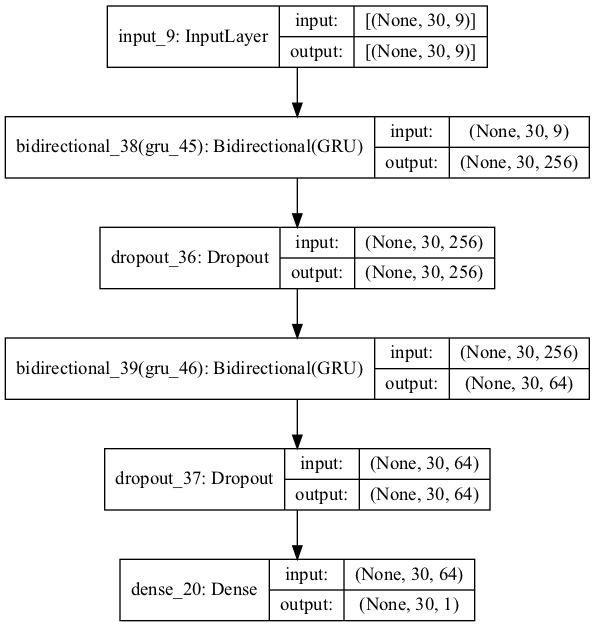 input_9: InputLayer
input:
[(None, 30, 9)]
output:
[(None, 30, 9)]
bidirectional_38(gru_45): Bidirectional(GRU)
input:
(None, 30, 9)
output:
(None, 30, 256)
dropout_36: Dropout
input:
(None, 30, 256)
output:
(None, 30, 256)
bidirectional_39(gru_46): Bidirectional(GRU)
input:
(None, 30, 256)
output:
(None, 30, 64)
dropout_37: Dropout
input:
(None, 30, 64)
output:
(None, 30, 64)
dense_20: Dense
input:
(None, 30, 64)
output:
(None, 30, 1)